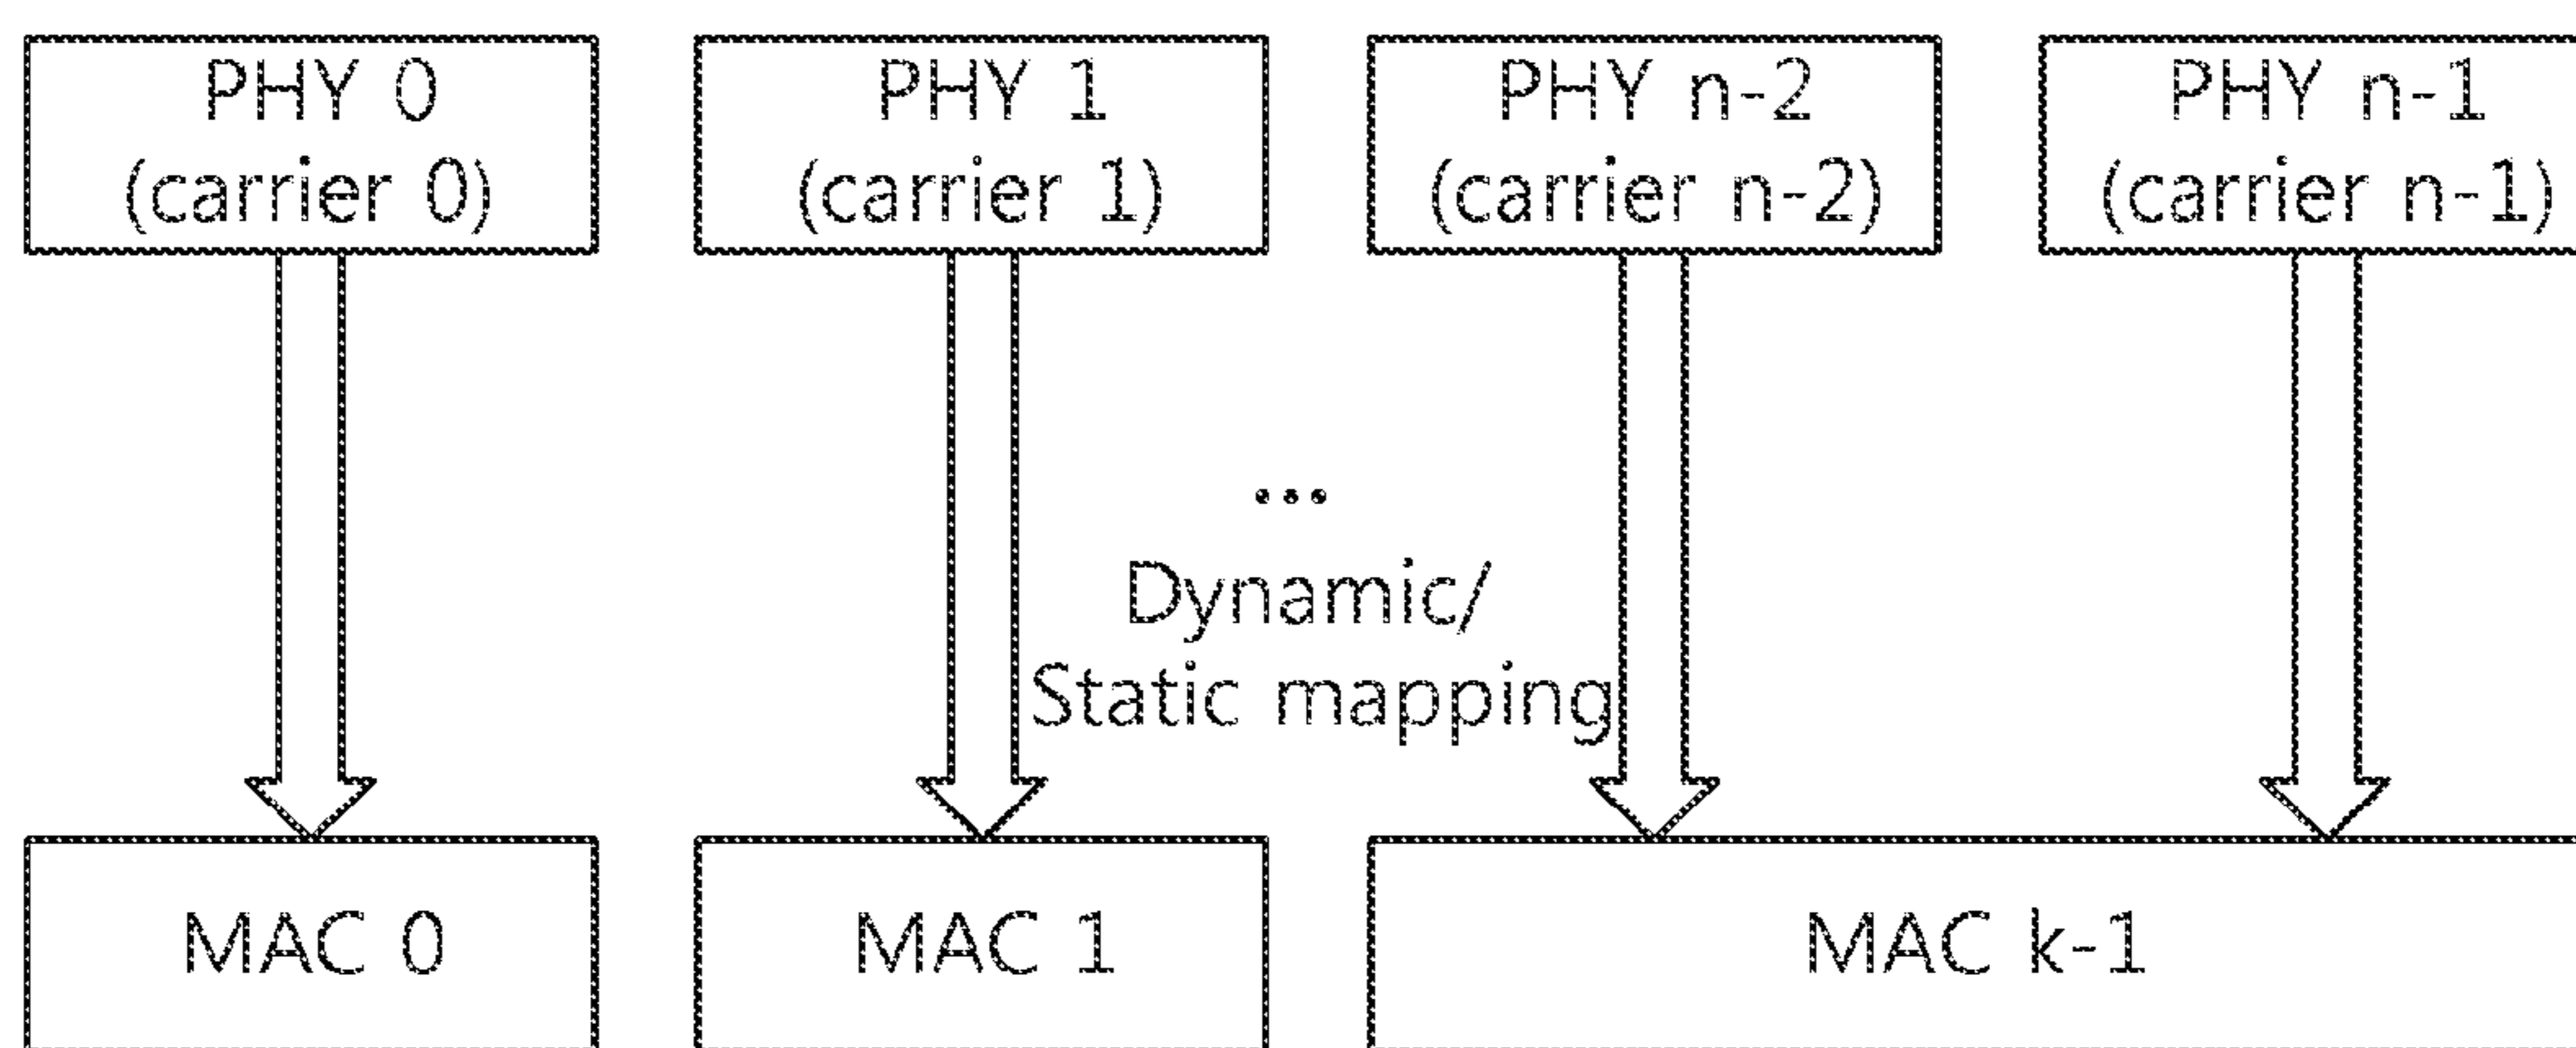 PHY 0
(carrier 0)
PHY 1
(carrier 1)
PHY n-2
(carrier n-2)
PHY n-1
(carrier n-1)
...
Dynamic/
Static mapping
MAC 0
MAC 1
MAC k-1